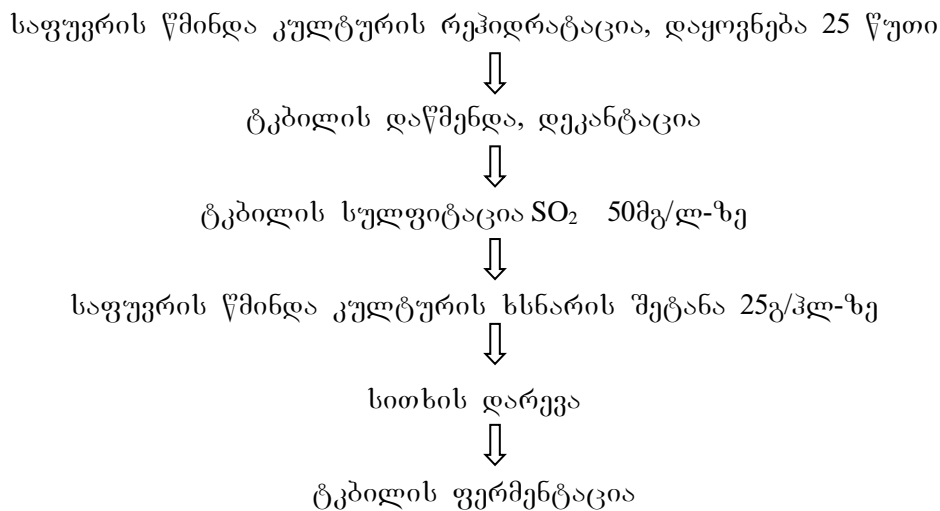 საფუვრის წმინდა კულტურის რეჰიდრატაცია, დაყოვნება 25 წუთი
ტკბილის დაწმენდა, დეკანტაცია
ტკბილის სულფიტაცია SO₂ 50მგ/ლ-ზე
საფუვრის წმინდა კულტურის ხსნარის შეტანა 25გ/ჰლ-ზე
სითხის დარევა
ტკბილის ფერმენტაცია